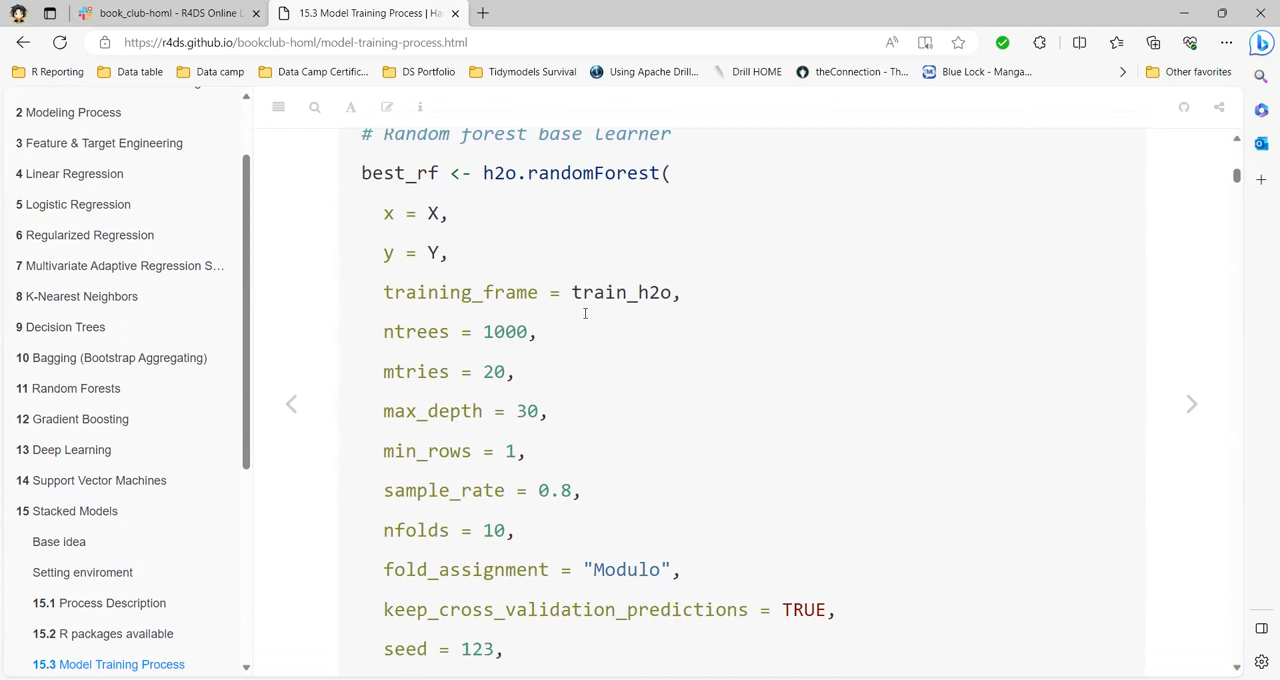 book_club-homl - R4DS Online L
15.3 Model Training Process | Ha
https://r4ds.github.io/bookclub-homl/model-training-process.html
R Reporting
Data table
Data camp
Data Camp Certific...
DS Portfolio
Tidymodels Survival
Using Apache Drill...
Drill HOME
theConnection - Th...
Blue Lock - Manga...
Other favorites
2 Modeling Process
3 Feature & Target Engineering
4 Linear Regression
5 Logistic Regression
6 Regularized Regression
7 Multivariate Adaptive Regression S...
8 K-Nearest Neighbors
9 Decision Trees
10 Bagging (Bootstrap Aggregating)
11 Random Forests
12 Gradient Boosting
13 Deep Learning
14 Support Vector Machines
15 Stacked Models
Base idea
Setting enviroment
15.1 Process Description
15.2 R packages available
15.3 Model Training Process
# Random forest base learner
best_rf <- h2o.randomForest(
x = X,
y = Y,
training_frame = train_h2o,
ntrees = 1000,
mtries = 20,
max_depth = 30,
min_rows = 1,
sample_rate = 0.8,
nfolds = 10,
fold_assignment = "Modulo",
keep_cross_validation_predictions = TRUE,
seed = 123,